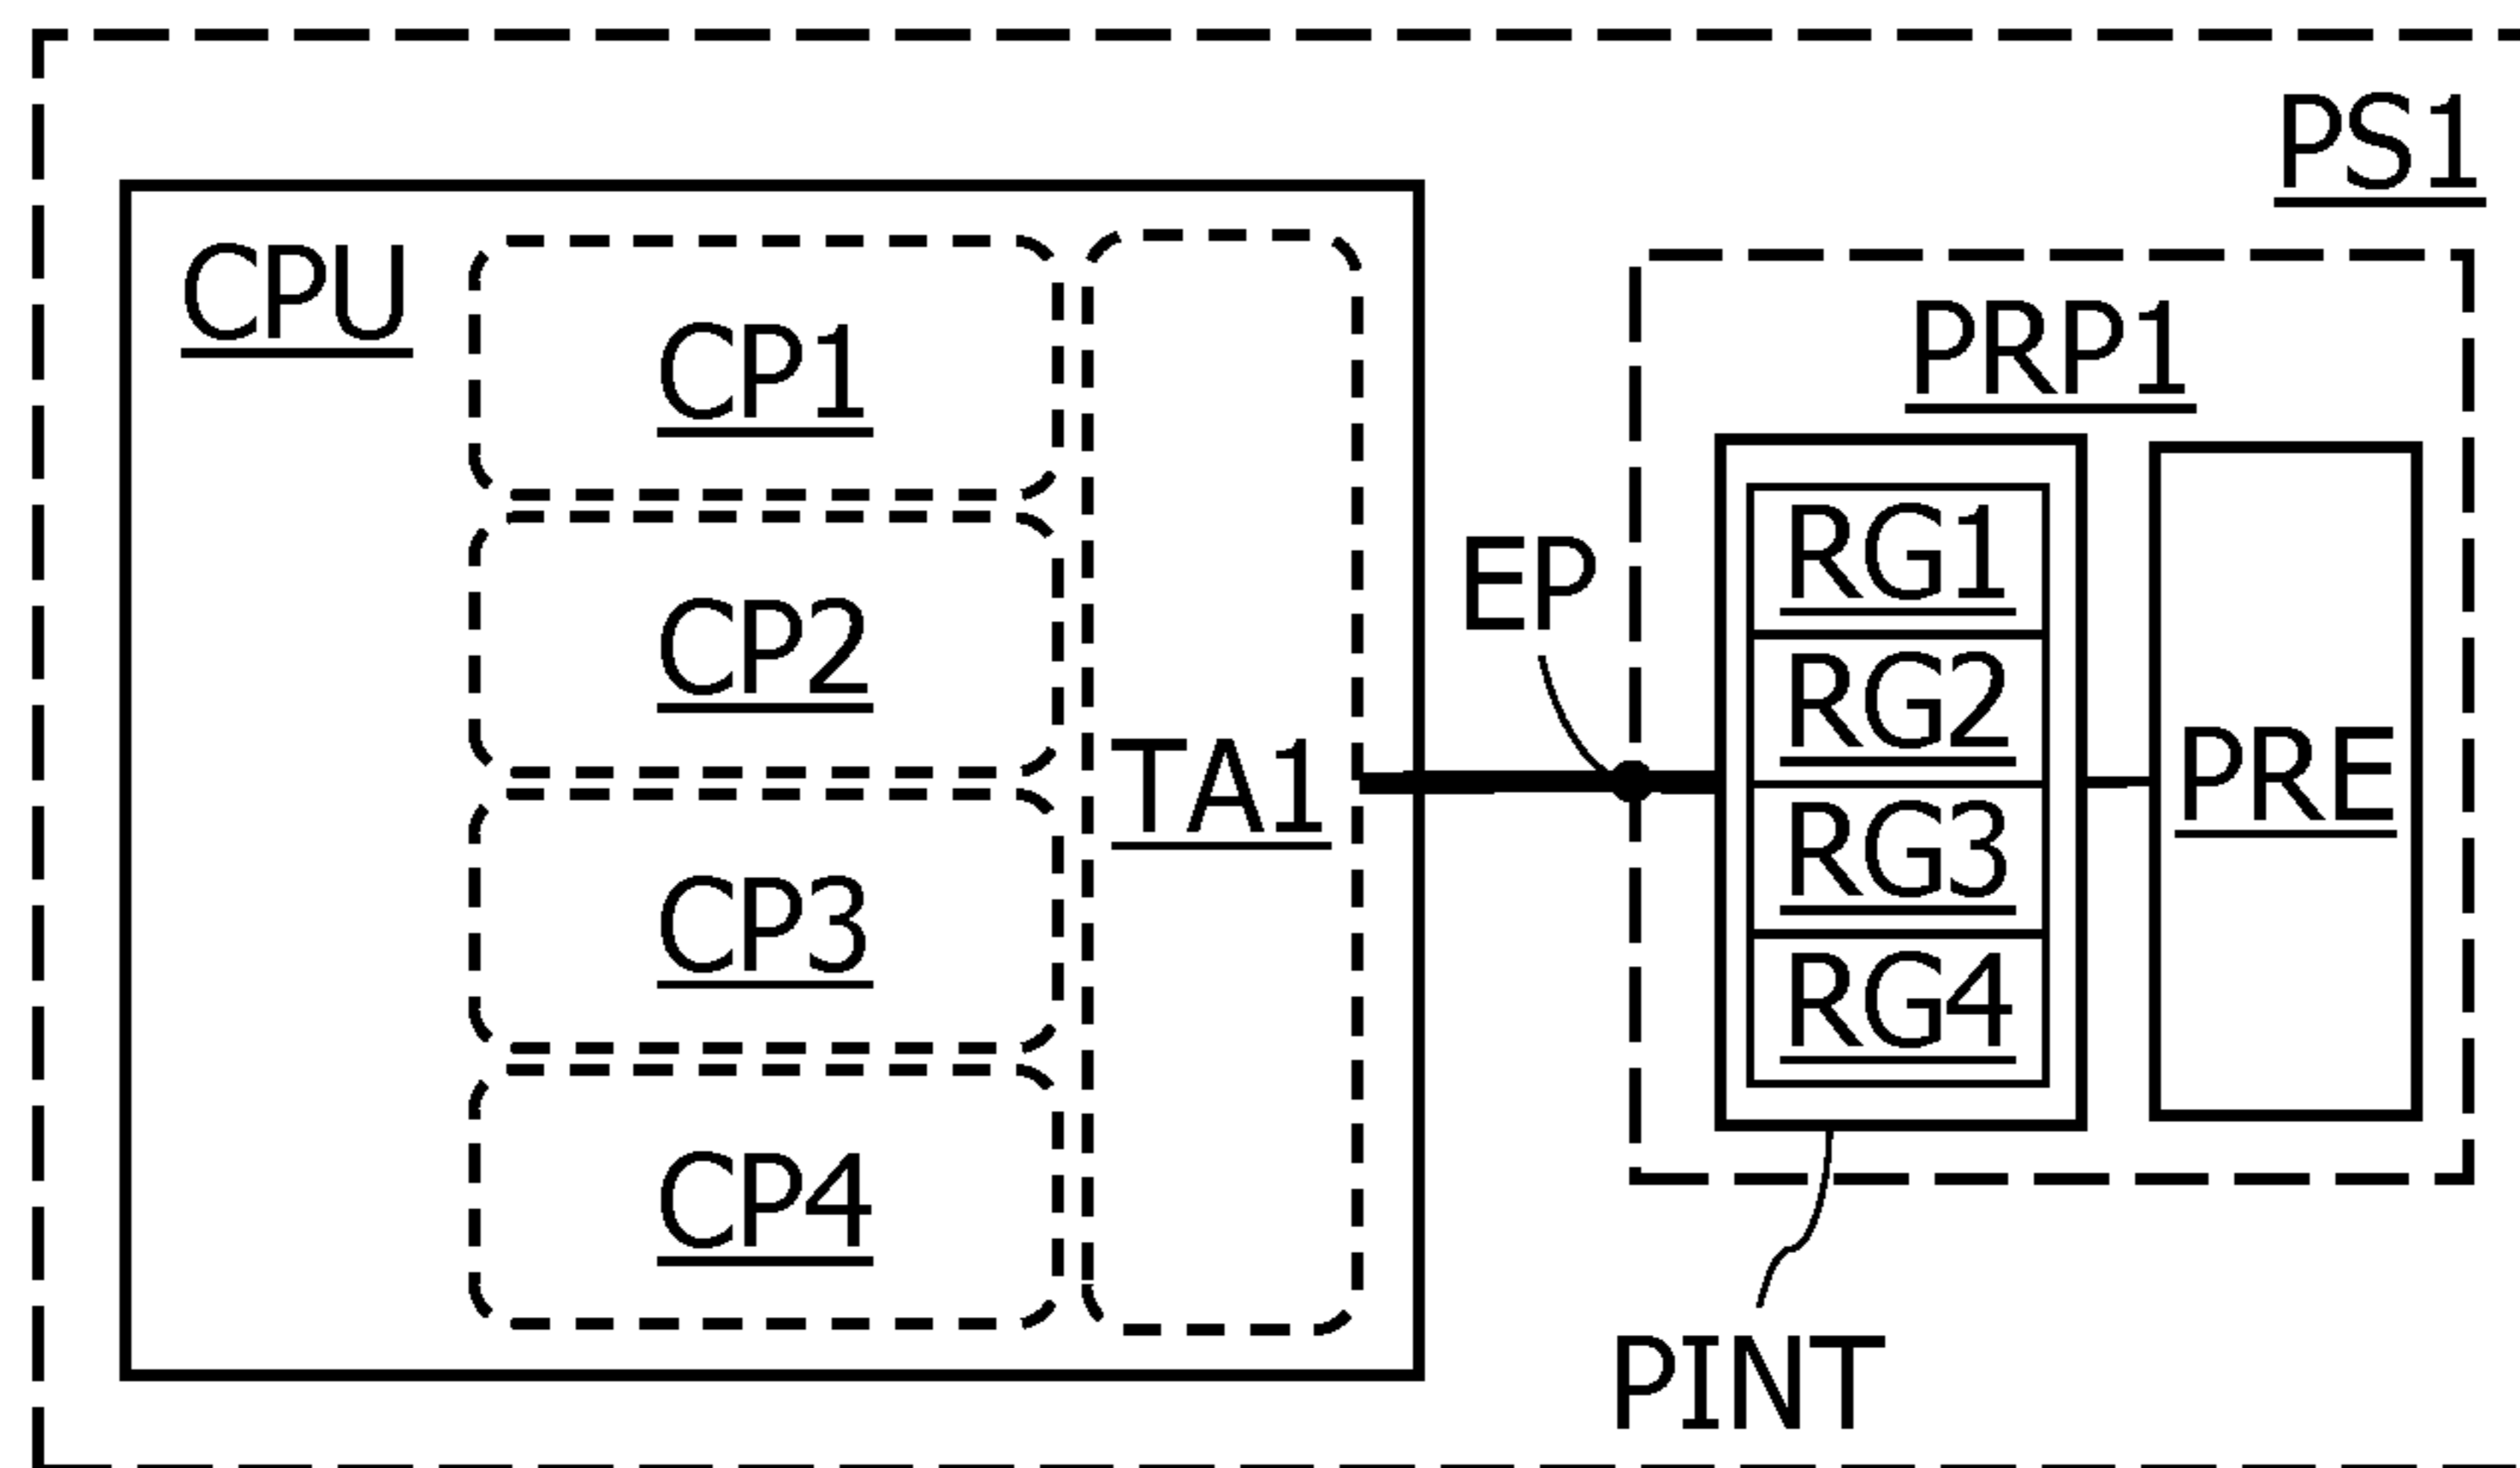 PS1
CPU
CP1
CP2
CP3
CP4
TA1
EP
PRP1
RG1
RG2
RG3
RG4
PRE
PINT